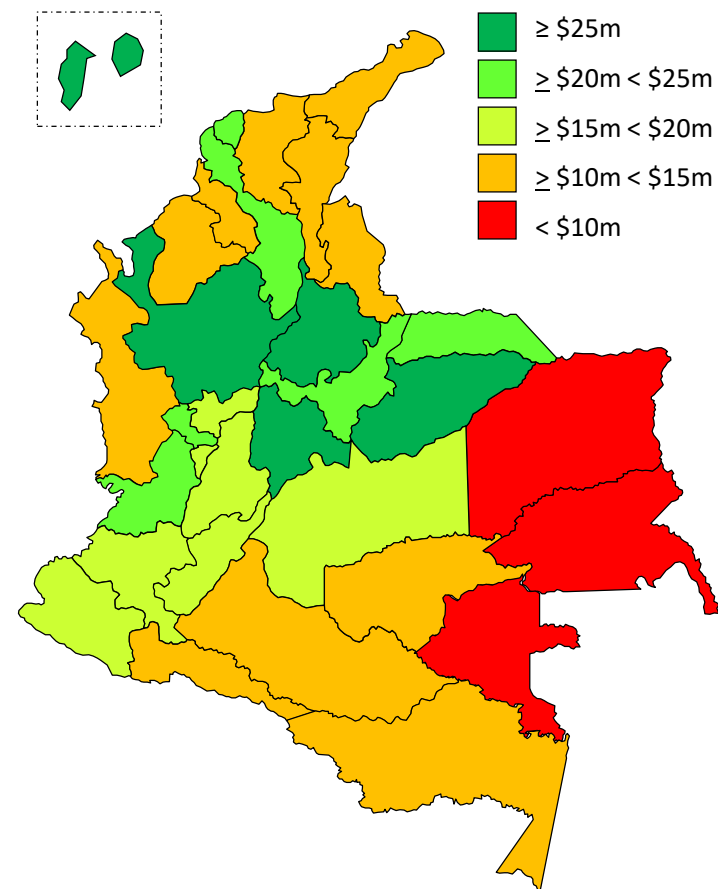 ≥ $25m
≥ $20m < $25m
≥ $15m < $20m
≥ $10m < $15m
< $10m